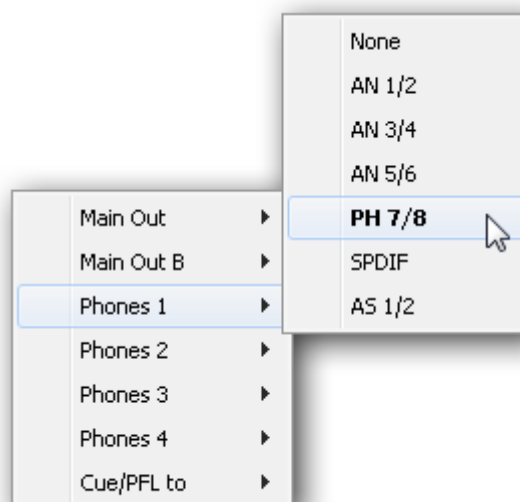 None
AN 1/2
AN 3/4
AN 5/6
PH 7/8
SPDIF
AS 1/2
Main Out
Main Out B
Phones 1
Phones 2
Phones 3
Phones 4
Cue/PFL to